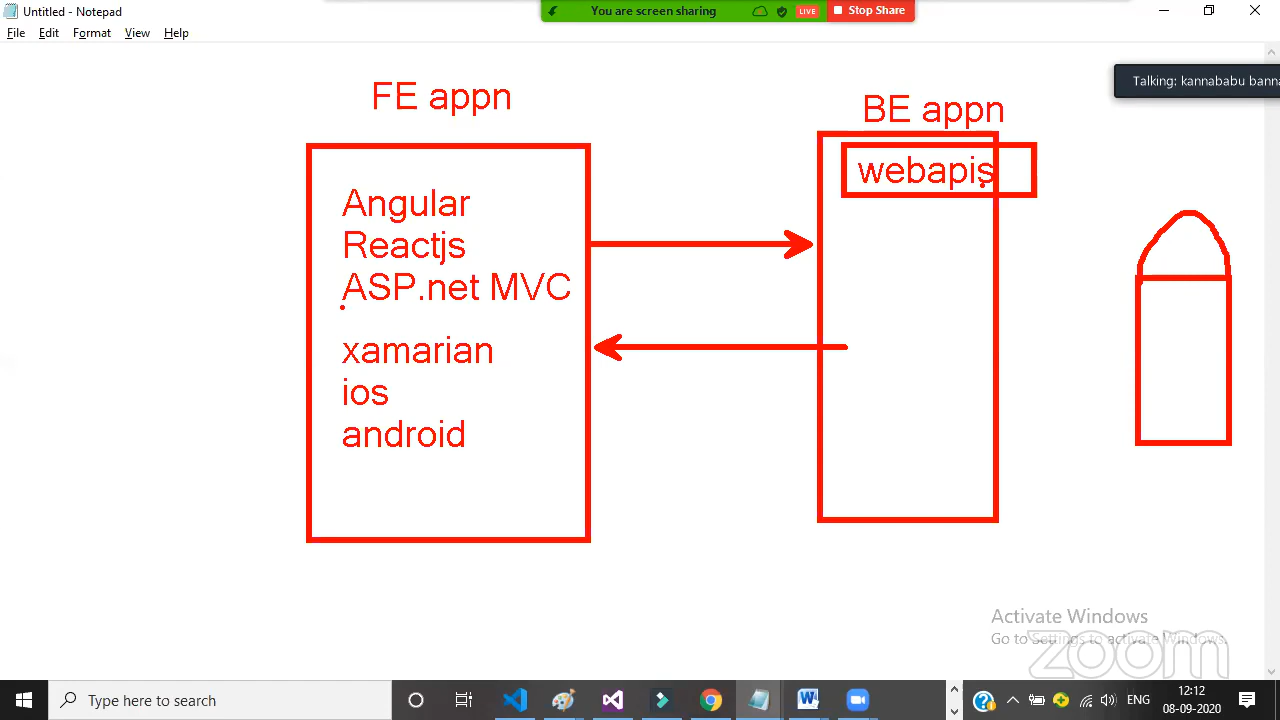 Untitled - Notepad
You are screen sharing
LIVE
Stop Share
File Edit Format View Help
Talking: kannababu bann
FE appn
BE appn
webapis
Angular
Reactjs
ASP.net MVC
xamarian
ios
android
Activate Windows
Go to Settings to activate Windows.
zoom
Type here to search
ENG
12:12
08-09-2020